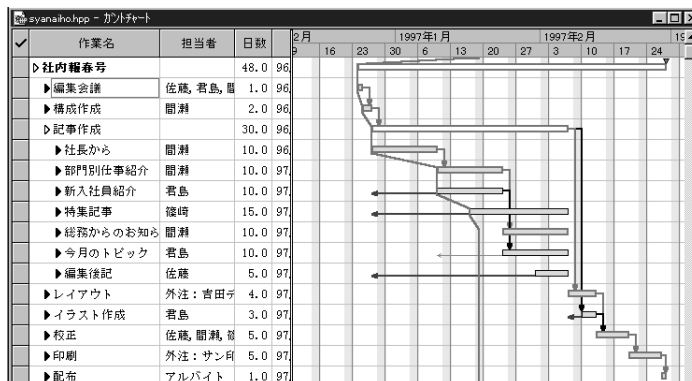 syanaiho.hpp - ガントチャート
作業名 担当者 日数 2月 1997年1月 1997年2月 19
9 16 23 30 6 13 20 27 3 10 17 24
社内報春号 48.0 96
編集会議 佐藤,君島,間 1.0 96
構成作成 間瀬 2.0 96
記事作成 30.0 96
社長から 間瀬 10.0 96
部門別仕事紹介 間瀬 10.0 97
新入社員紹介 君島 10.0 97
特集記事 篠崎 15.0 97
総務からのお知ら 間瀬 10.0 97
今月のトピック 君島 10.0 97
編集後記 佐藤 5.0 97
レイアウト 外注：吉田デ 4.0 97
イラスト作成 君島 3.0 97
校正 佐藤,間瀬, 5.0 97
印刷 外注：サン印 5.0 97
配布 アルバイト 1.0 97